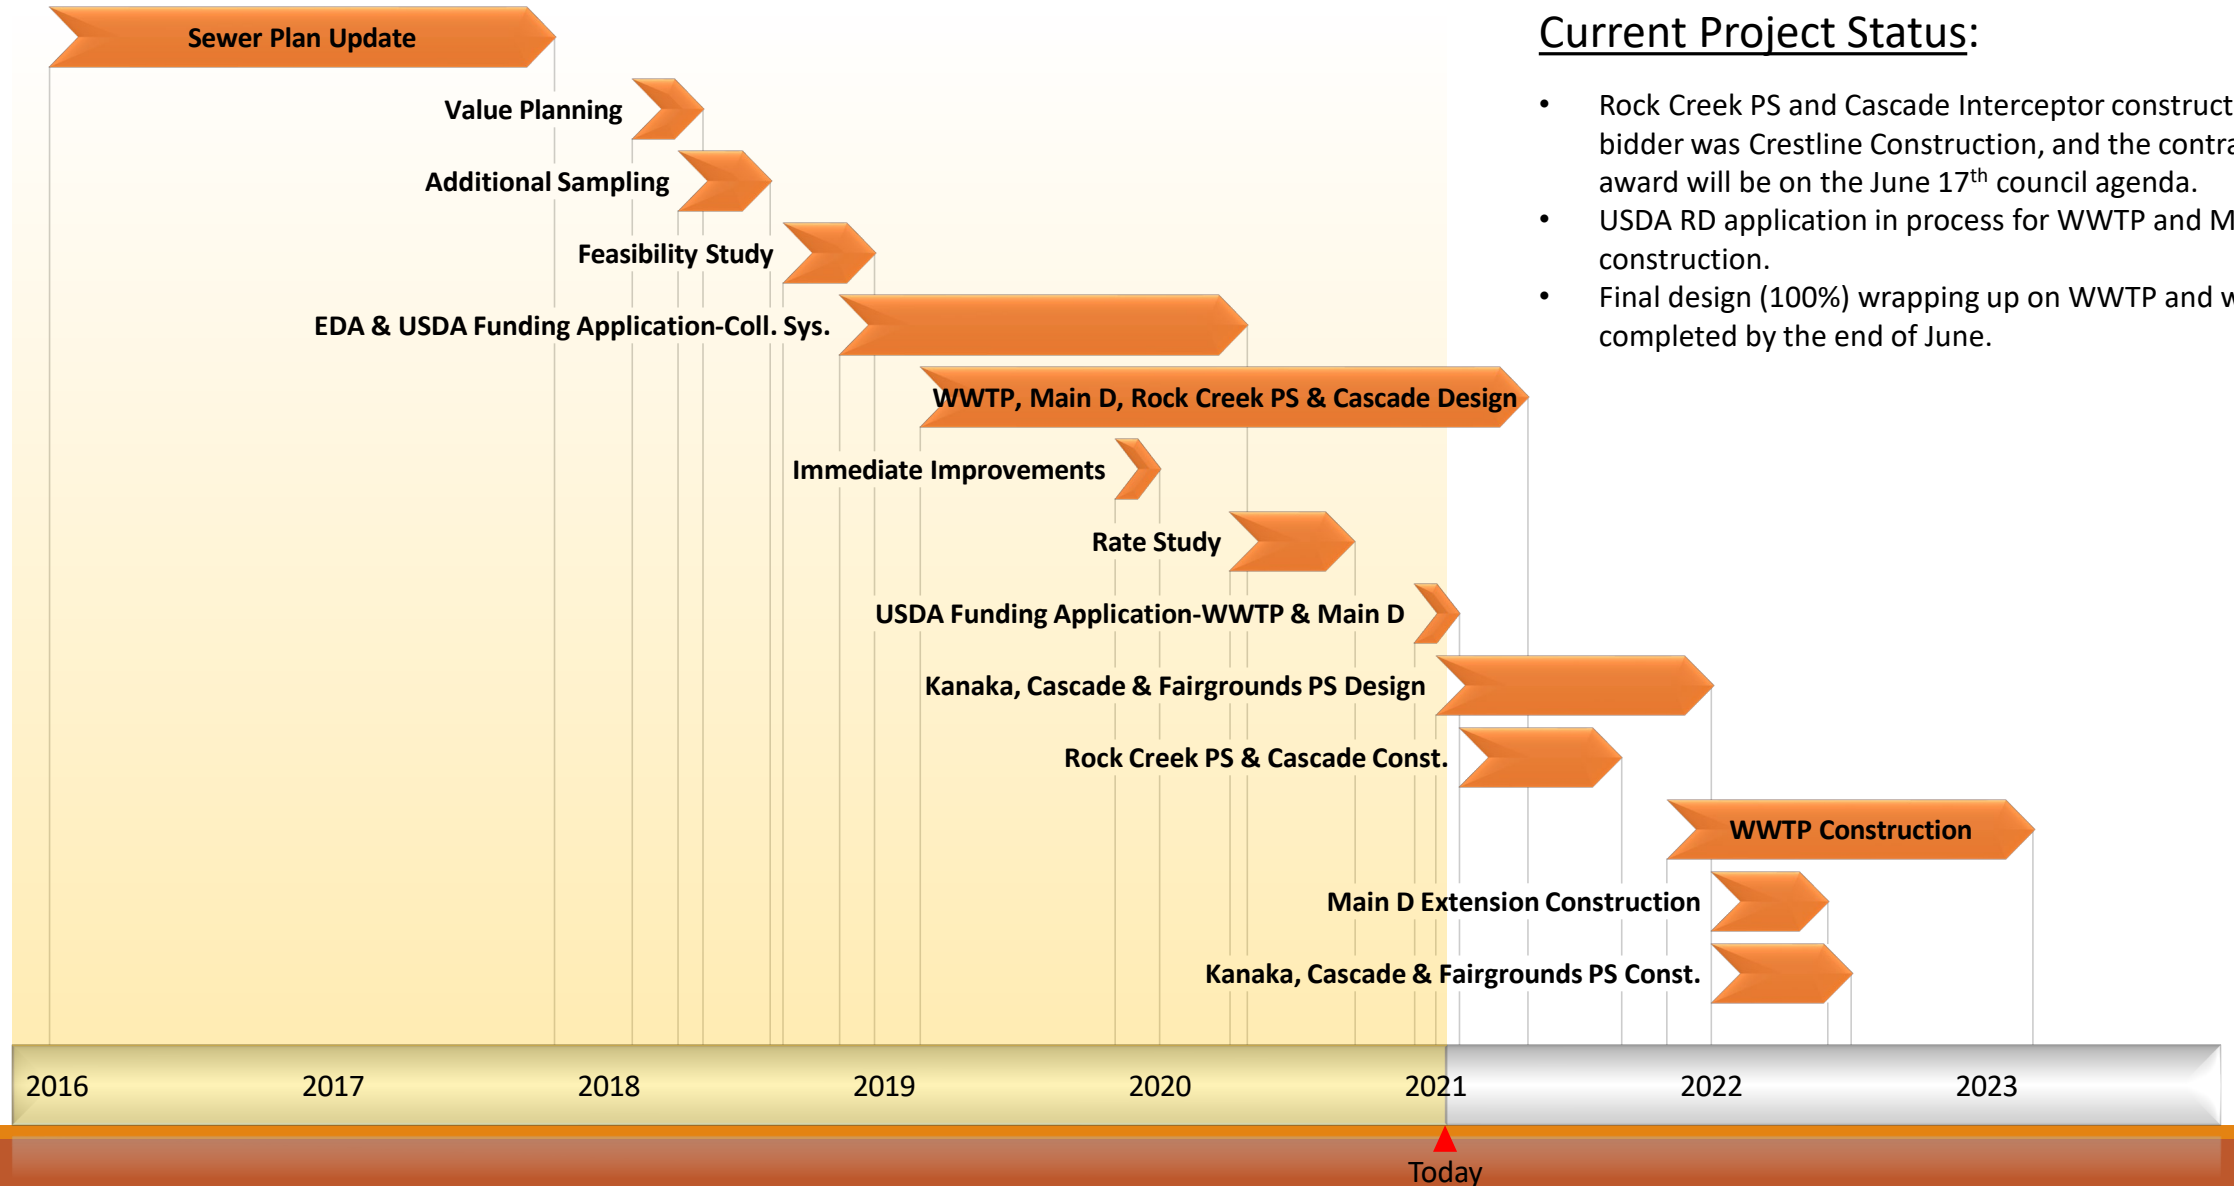 Sewer Plan Update
Value Planning
Additional Sampling
Feasibility Study
EDA & USDA Funding Application-Coll. Sys.
WWTP, Main D, Rock Creek PS & Cascade Design
Immediate Improvements
Rate Study
USDA Funding Application-WWTP & Main D
Kanaka, Cascade & Fairgrounds PS Design
Rock Creek PS & Cascade Const.
WWTP Construction
Main D Extension Construction
Kanaka, Cascade & Fairgrounds PS Const.
Current Project Status:
• Rock Creek PS and Cascade Interceptor construct
bidder was Crestline Construction, and the contra
award will be on the June 17th council agenda.
• USDA RD application in process for WWTP and M
construction.
• Final design (100%) wrapping up on WWTP and w
completed by the end of June.
2016 2017 2018 2019 2020 2021 2022 2023
Today